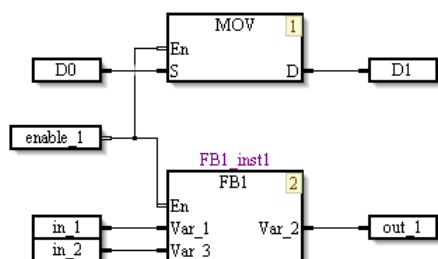 MOV 1
En
D0 S D D1
enable_1
FB1_inst1
FB1 2
En
in_1 Var_1 Var_2 out_1
in_2 Var_3